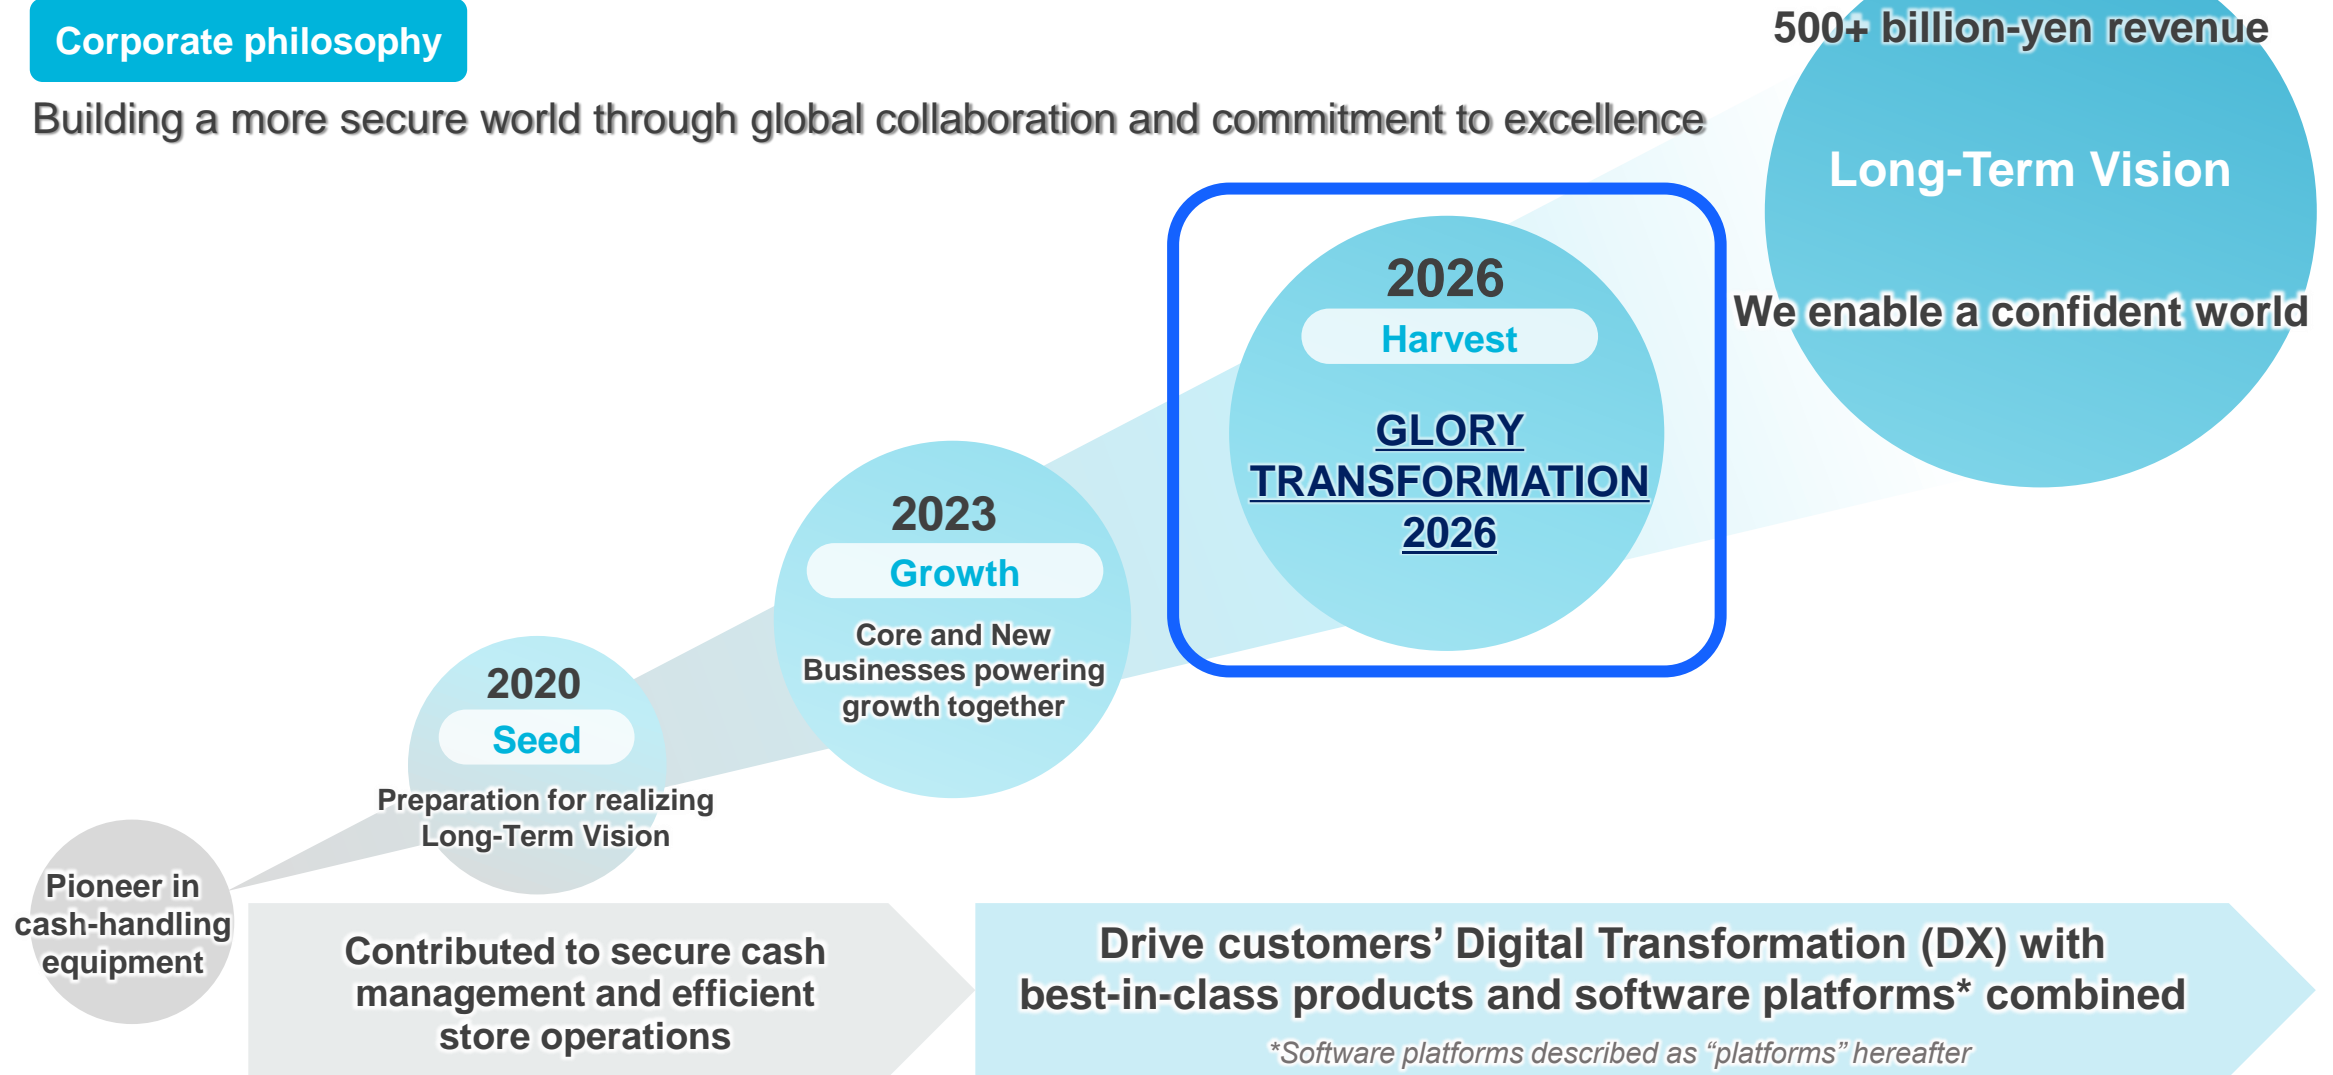 Corporate philosophy
Building a more secure world through global collaboration and commitment to excellence
500+ billion-yen revenue
Long-Term Vision
We enable a confident world
2026
Harvest
GLORY
TRANSFORMATION
2026
2023
Growth
Core and New
Businesses powering
growth together
2020
Seed
Preparation for realizing
Long-Term Vision
Pioneer in
cash-handling
equipment
Contributed to secure cash
management and efficient
store operations
Drive customers’ Digital Transformation (DX) with
best-in-class products and software platforms* combined
*Software platforms described as “platforms” hereafter